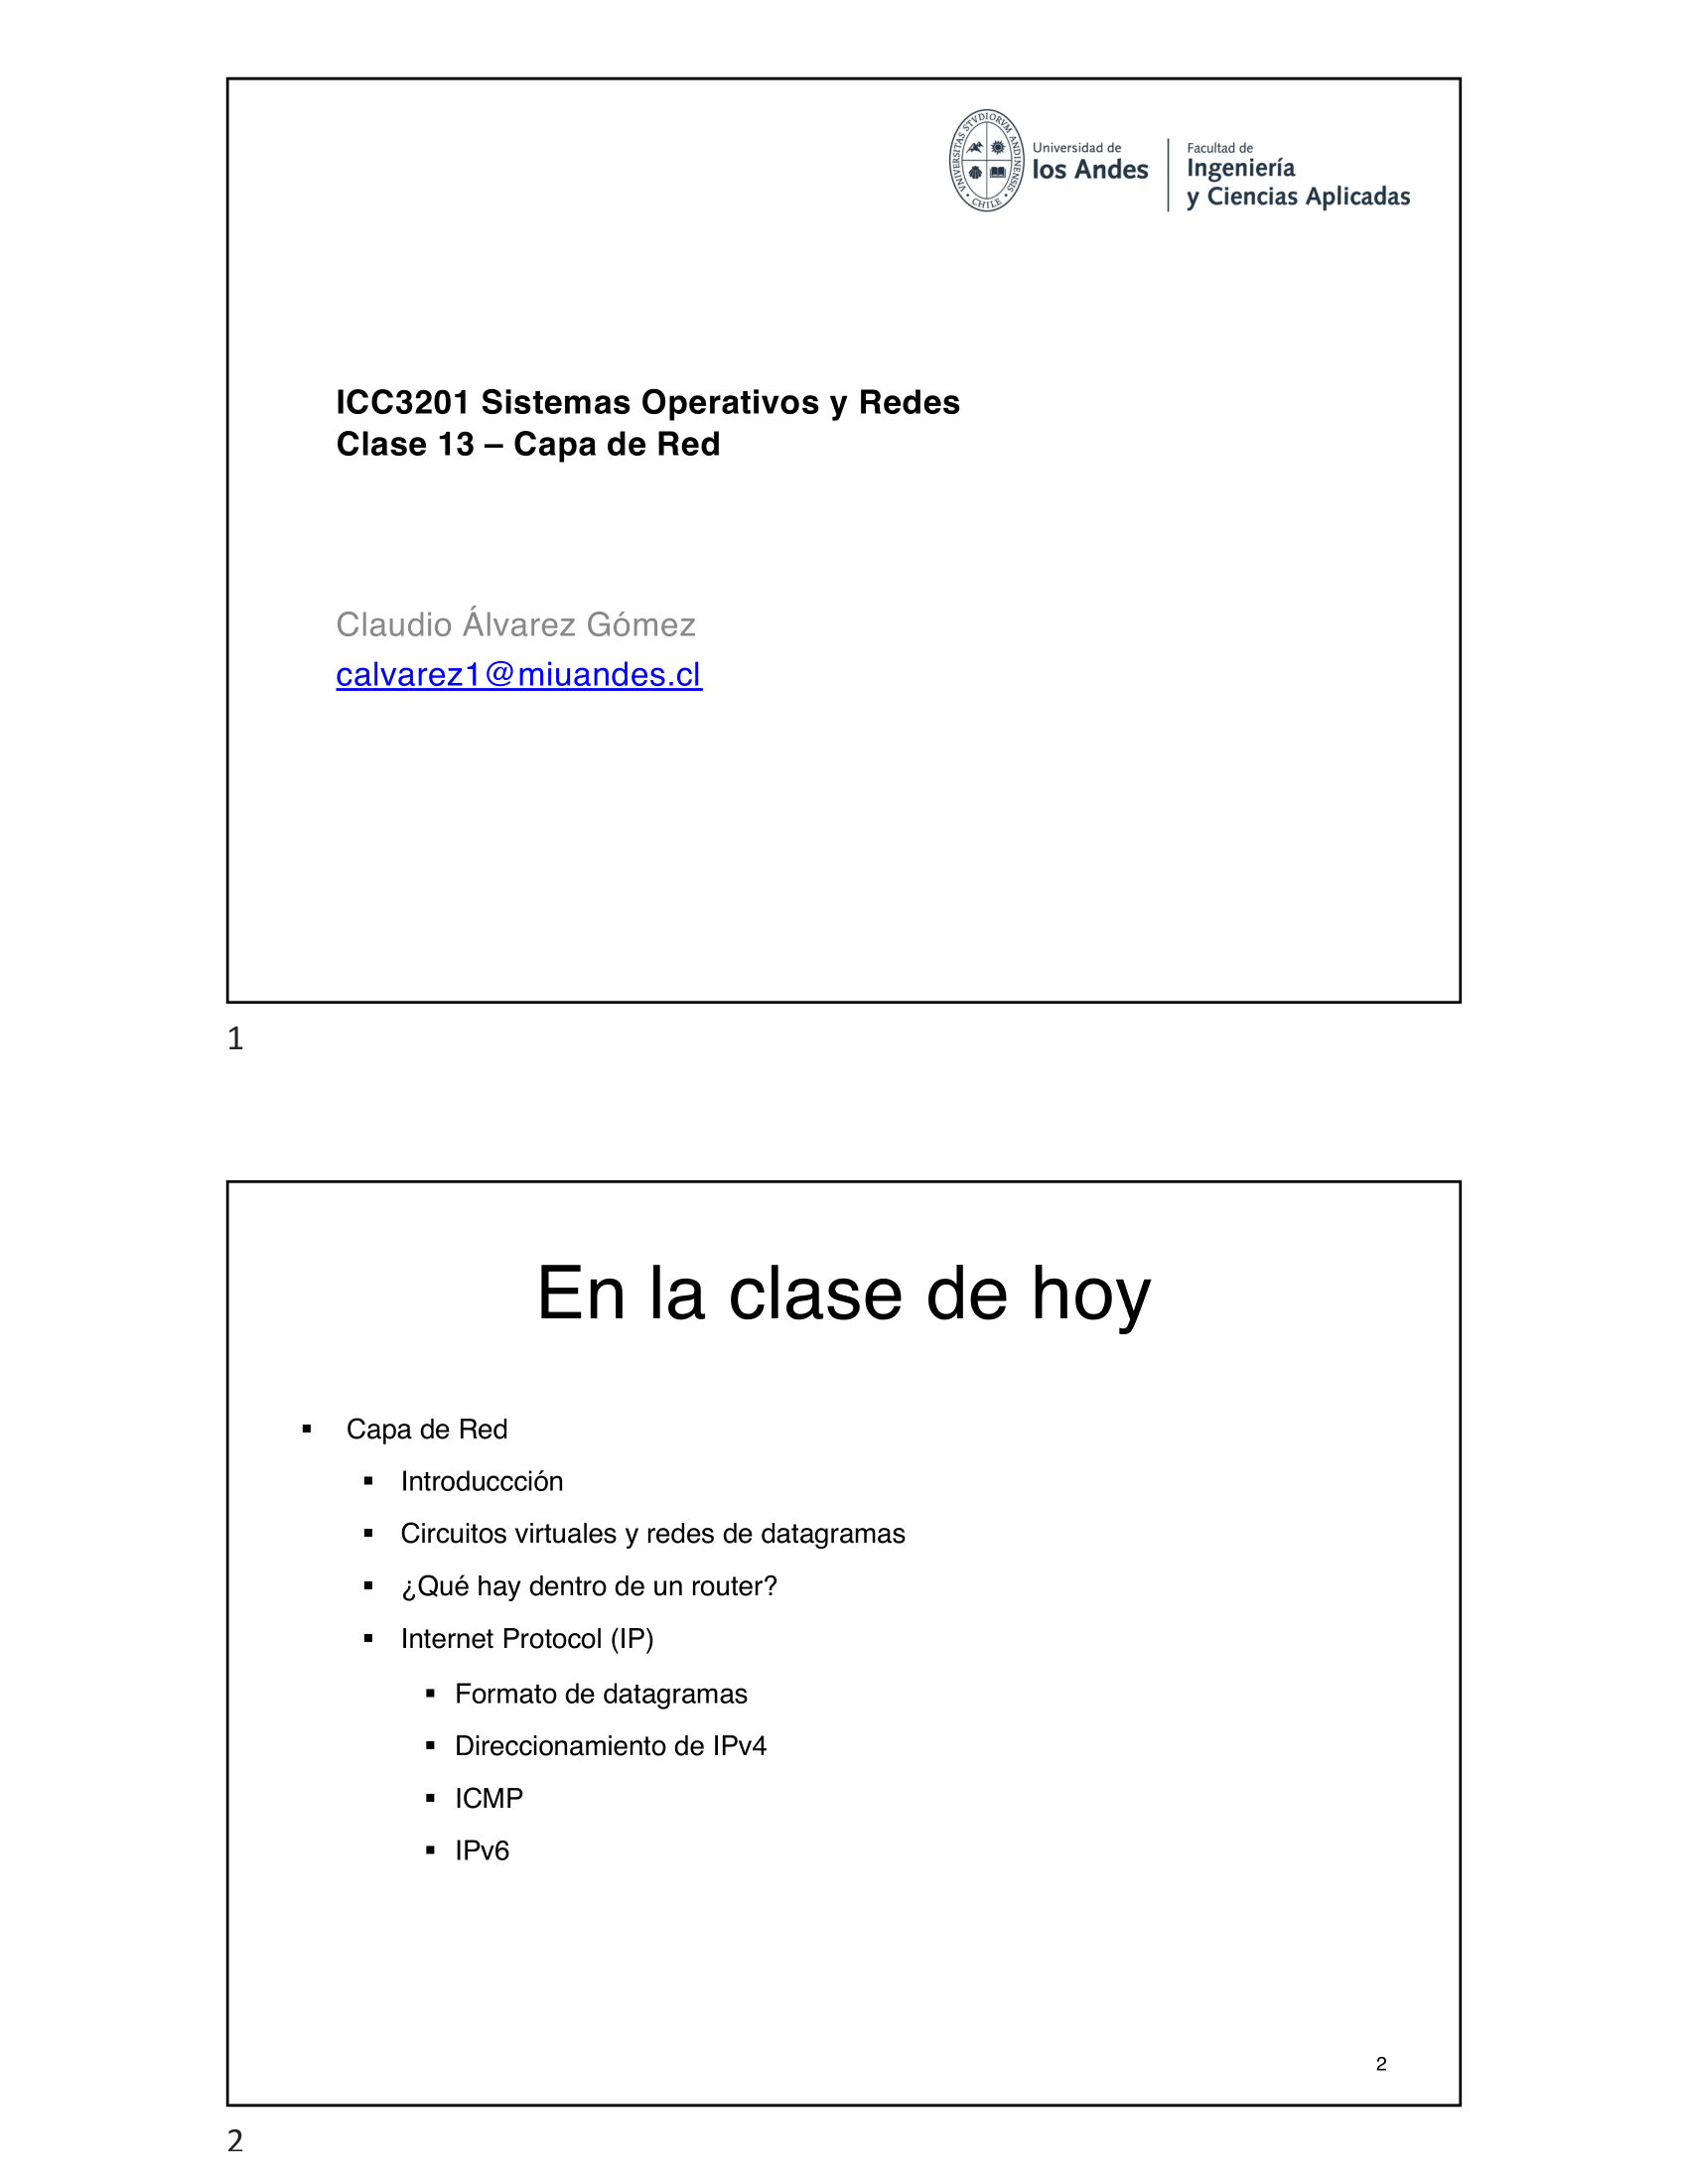 VNIVERSITAS STVDIORVM ANDINENSIS • CHILE •
Universidad de
los Andes
Facultad de
Ingeniería
y Ciencias Aplicadas
ICC3201 Sistemas Operativos y Redes
Clase 13 – Capa de Red
Claudio Álvarez Gómez
calvarez1@miuandes.cl
1
En la clase de hoy
▪ Capa de Red
▪ Introduccción
▪ Circuitos virtuales y redes de datagramas
▪ ¿Qué hay dentro de un router?
▪ Internet Protocol (IP)
▪ Formato de datagramas
▪ Direccionamiento de IPv4
▪ ICMP
▪ IPv6
2
2